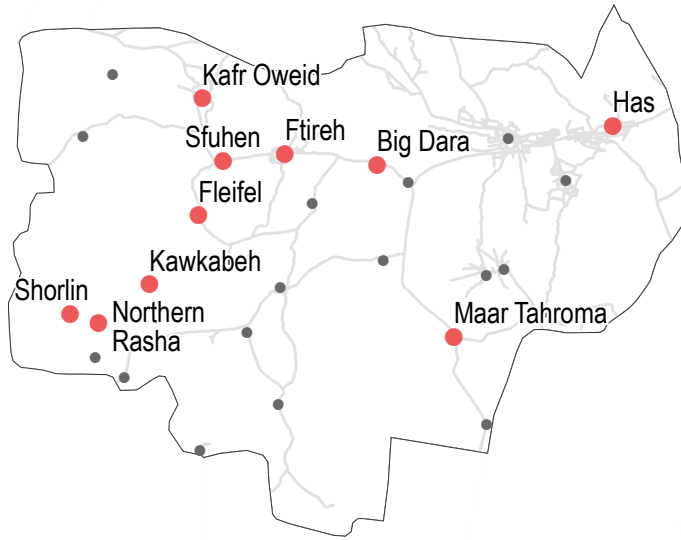 Kafr Oweid
Has
Sfuhen
Ftireh
Big Dara
Fleifel
Kawkabeh
Shorlin
Northern
Rasha
Maar Tahroma